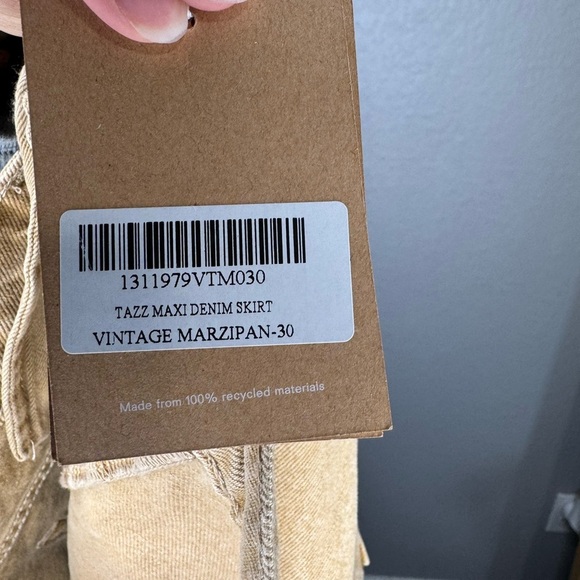 1311979VTM030
TAZZ MAXI DENIM SKIRT
VINTAGE MARZIPAN-30
Made from 100% recycled materials